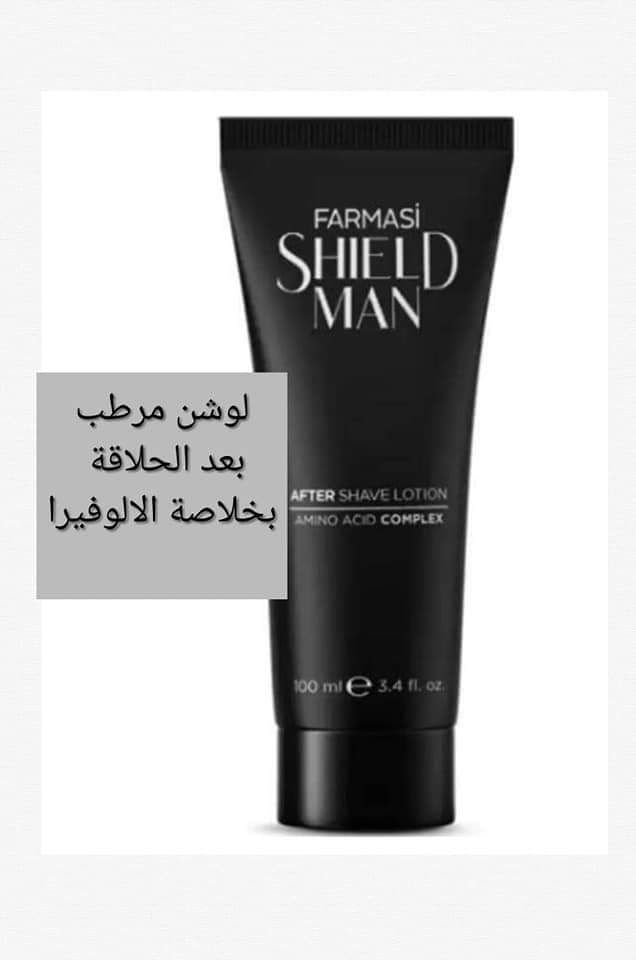 FARMASİ
SHIELD
MAN
لوشن مرطب
بعد الحلاقة
بخلاصة الالوفيرا
AFTER SHAVE LOTION
AMINO ACID COMPLEX
100 ml e 3.4 fl. oz.